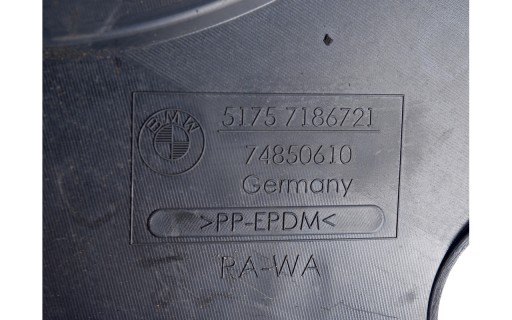 BMW
5175 7186721
74850610
Germany
>PP-EPDM<
RA-WA